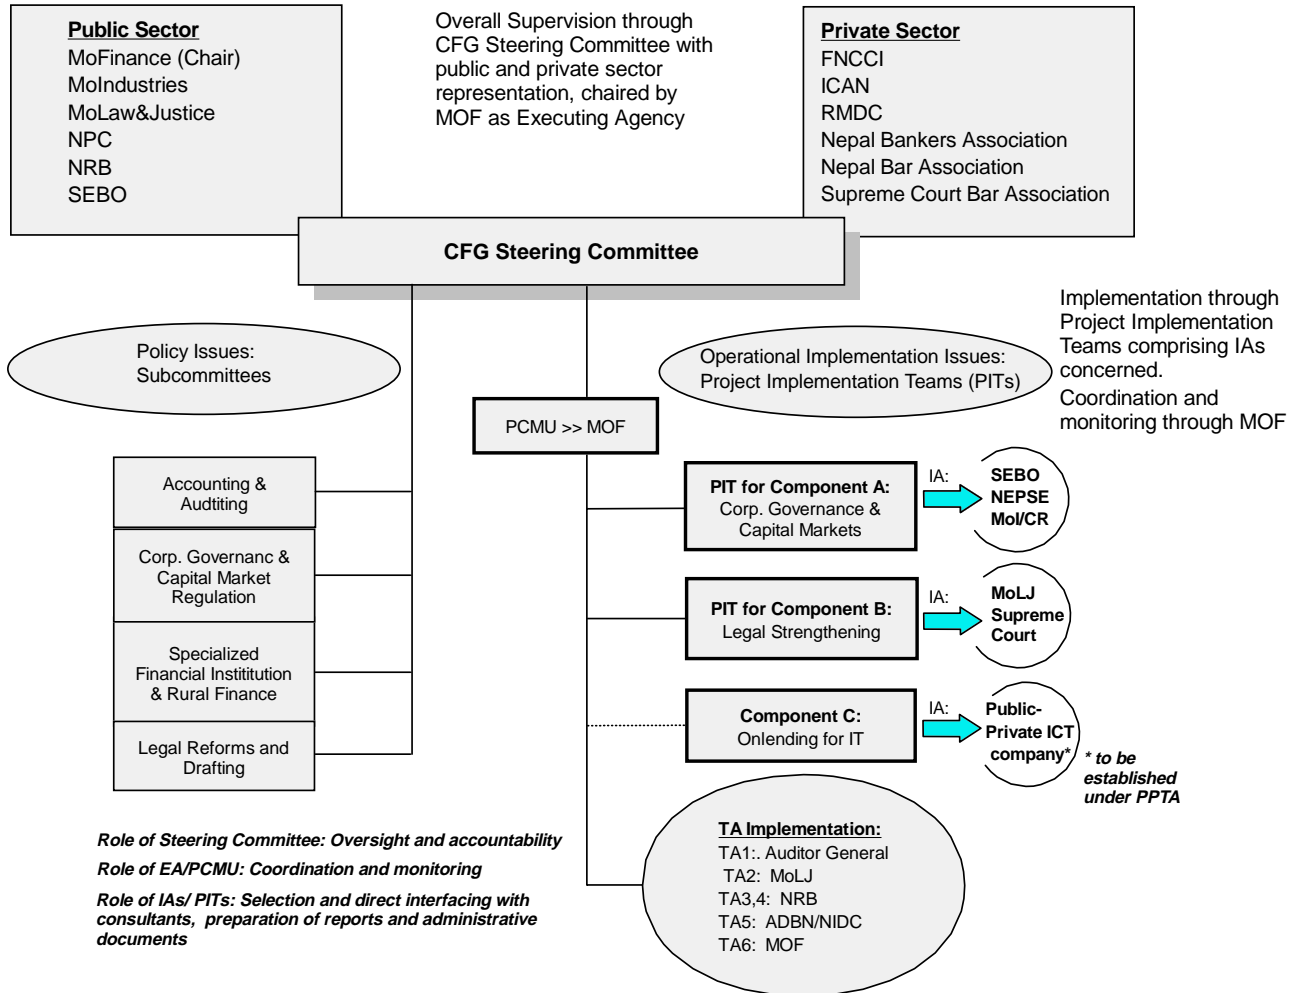 Public Sector
MoFinance (Chair)
MoIndustries
MoLaw&Justice
NPC
NRB
SEBO
Overall Supervision through
CFG Steering Committee with
public and private sector
representation, chaired by
MOF as Executing Agency
Private Sector
FNCCI
ICAN
RMDC
Nepal Bankers Association
Nepal Bar Association
Supreme Court Bar Association
CFG Steering Committee
Policy Issues:
Subcommittees
Operational Implementation Issues:
Project Implementation Teams (PITs)
Implementation through
Project Implementation
Teams comprising IAs
concerned.
Coordination and
monitoring through MOF
PCMU >> MOF
Accounting &
Auditing
Corp. Governanc &
Capital Market
Regulation
Specialized
Financial Instititution
& Rural Finance
Legal Reforms and
Drafting
PIT for Component A:
Corp. Governance &
Capital Markets
IA:
SEBO
NEPSE
MoI/CR
PIT for Component B:
Legal Strengthening
IA:
MoLJ
Supreme
Court
Component C:
Onlending for IT
IA:
Public-
Private ICT
company*
* to be
established
under PPTA
TA Implementation:
TA1:. Auditor General
TA2: MoLJ
TA3,4: NRB
TA5: ADBN/NIDC
TA6: MOF
Role of Steering Committee: Oversight and accountability
Role of EA/PCMU: Coordination and monitoring
Role of IAs/ PITs: Selection and direct interfacing with
consultants, preparation of reports and administrative
documents